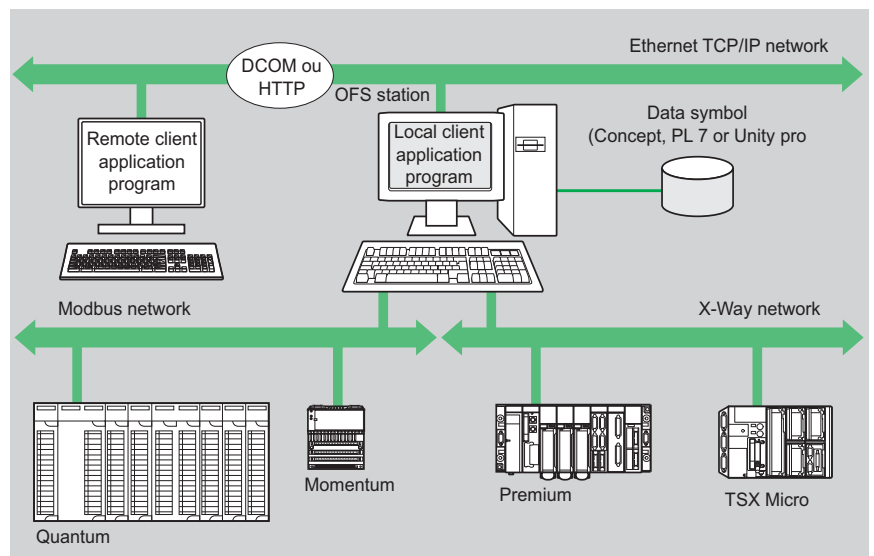 Ethernet TCP/IP network
DCOM ou
HTTP
OFS station
Remote client
application
program
Local client
application
program
Data symbol
(Concept, PL 7 or Unity pro
Modbus network
X-Way network
Quantum
Momentum
Premium
TSX Micro